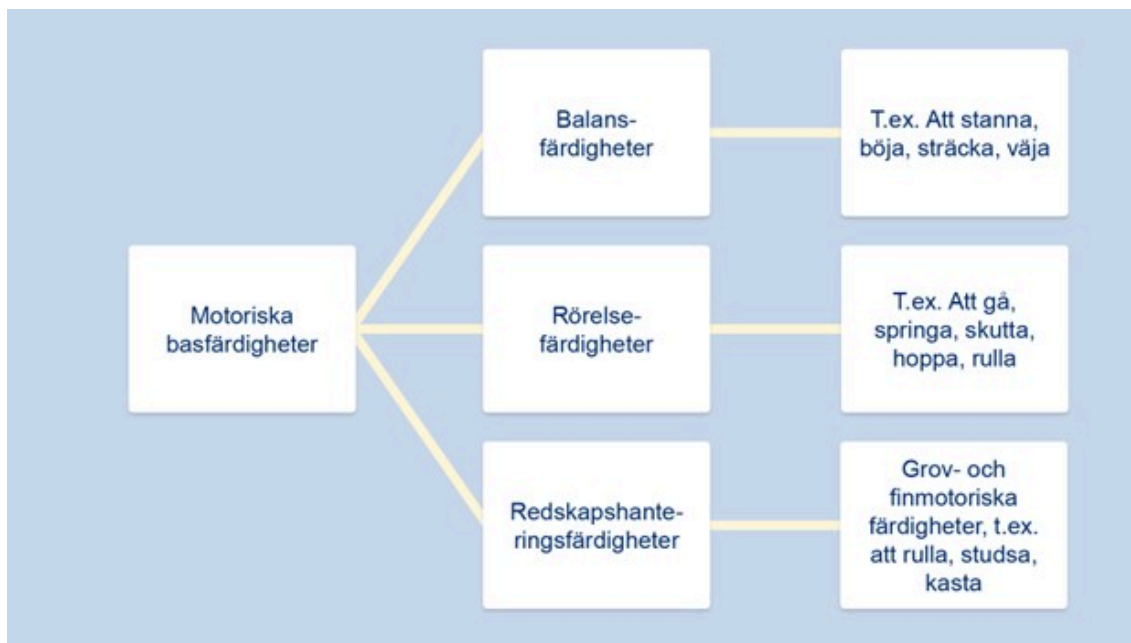 Balans-
färdigheter
T.ex. Att stanna,
böja, sträcka, väja
Motoriska
basfärdigheter
Rörelse-
färdigheter
T.ex. Att gå,
springa, skutta,
hoppa, rulla
Redskapshante-
ringsfärdigheter
Grov- och
finmotoriska
färdigheter, t.ex.
att rulla, studsa,
kasta